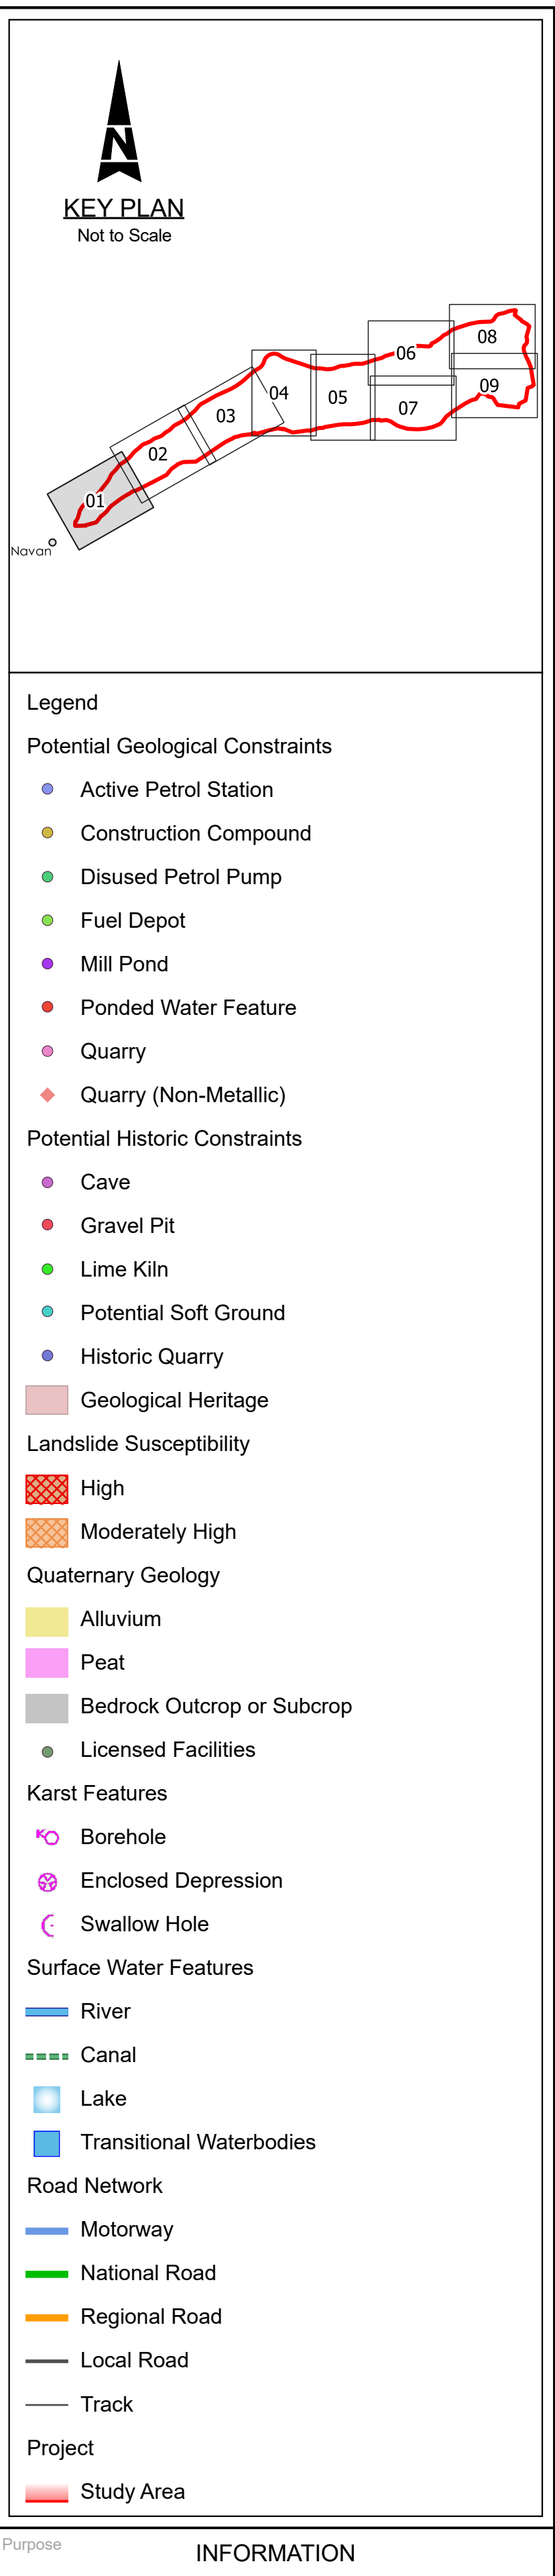 N
KEY PLAN
Not to Scale
08
06
09
04
05
07
03
02
01
Navan
Legend
Potential Geological Constraints
Active Petrol Station
Construction Compound
Disused Petrol Pump
Fuel Depot
Mill Pond
Ponded Water Feature
Quarry
Quarry (Non-Metallic)
Potential Historic Constraints
Cave
Gravel Pit
Lime Kiln
Potential Soft Ground
Historic Quarry
Geological Heritage
Landslide Susceptibility
High
Moderately High
Quaternary Geology
Alluvium
Peat
Bedrock Outcrop or Subcrop
Licensed Facilities
Karst Features
K Borehole
Enclosed Depression
Swallow Hole
Surface Water Features
River
Canal
Lake
Transitional Waterbodies
Road Network
Motorway
National Road
Regional Road
Local Road
Track
Project
Study Area
Purpose
INFORMATION